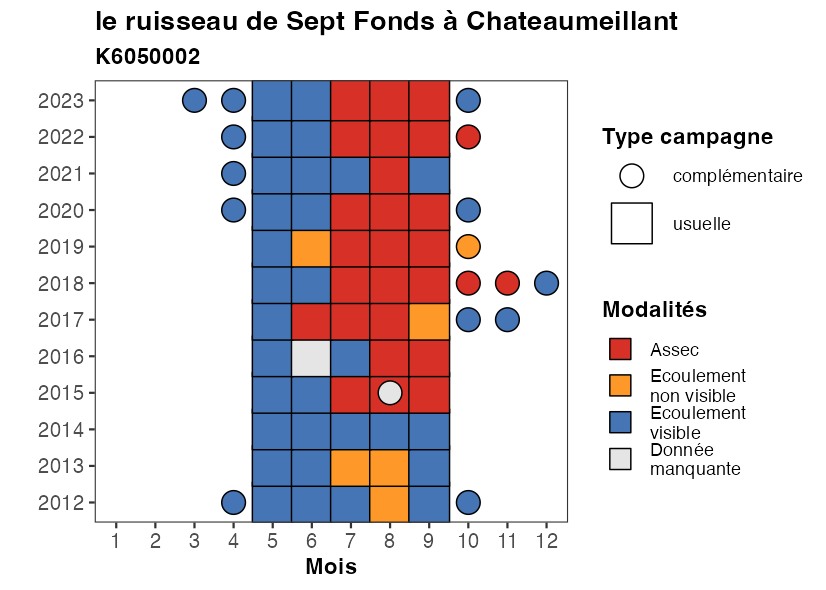 le ruisseau de Sept Fonds à Chateaumeillant
K6050002
2023
2022
2021
2020
2019
2018
2017
2016
2015
2014
2013
2012
1 2 3 4 5 6 7 8 9 10 11 12
Mois
Type campagne
complémentaire
usuelle
Modalités
Assec
Ecoulement
non visible
Ecoulement
visible
Donnée
manquante